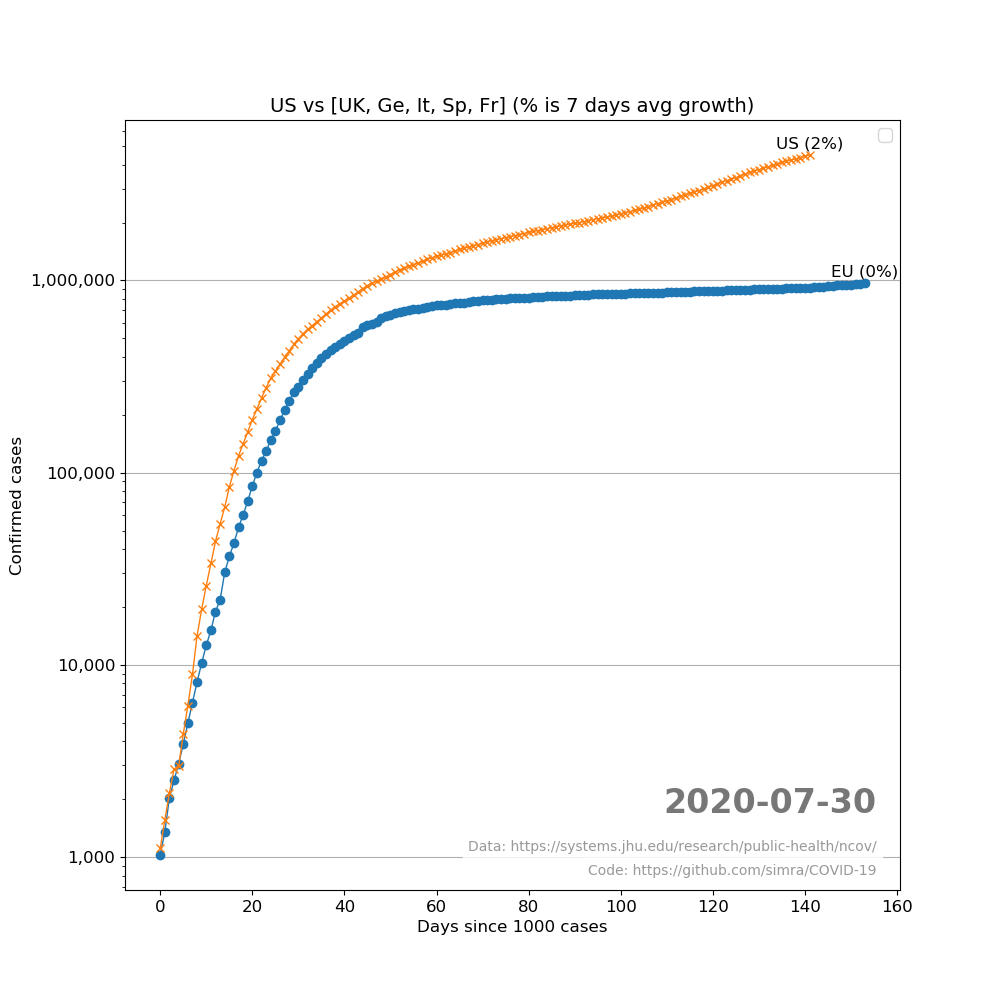 US vs [UK, Ge, It, Sp, Fr] (% is 7 days avg growth)
US (2%)
EU (0%)
1,000,000
100,000
10,000
1,000
Confirmed cases
2020-07-30
Data: https://systems.jhu.edu/research/public-health/ncov/
Code: https://github.com/simra/COVID-19
0 20 40 60 80 100 120 140 160
Days since 1000 cases